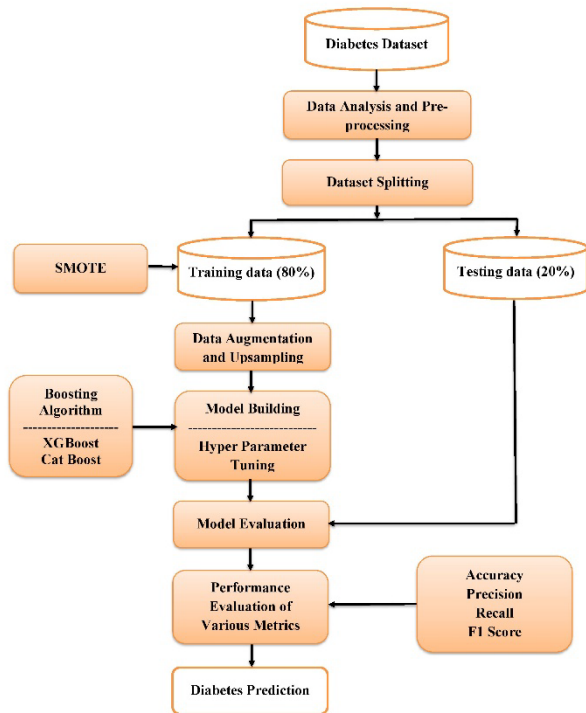 Diabetes Dataset
Data Analysis and Pre-
processing
Dataset Splitting
SMOTE
Training data (80%)
Testing data (20%)
Data Augmentation
and Upsampling
Boosting
Algorithm
XGBoost
Cat Boost
Model Building
Hyper Parameter
Tuning
Model Evaluation
Performance
Evaluation of
Various Metrics
Accuracy
Precision
Recall
F1 Score
Diabetes Prediction